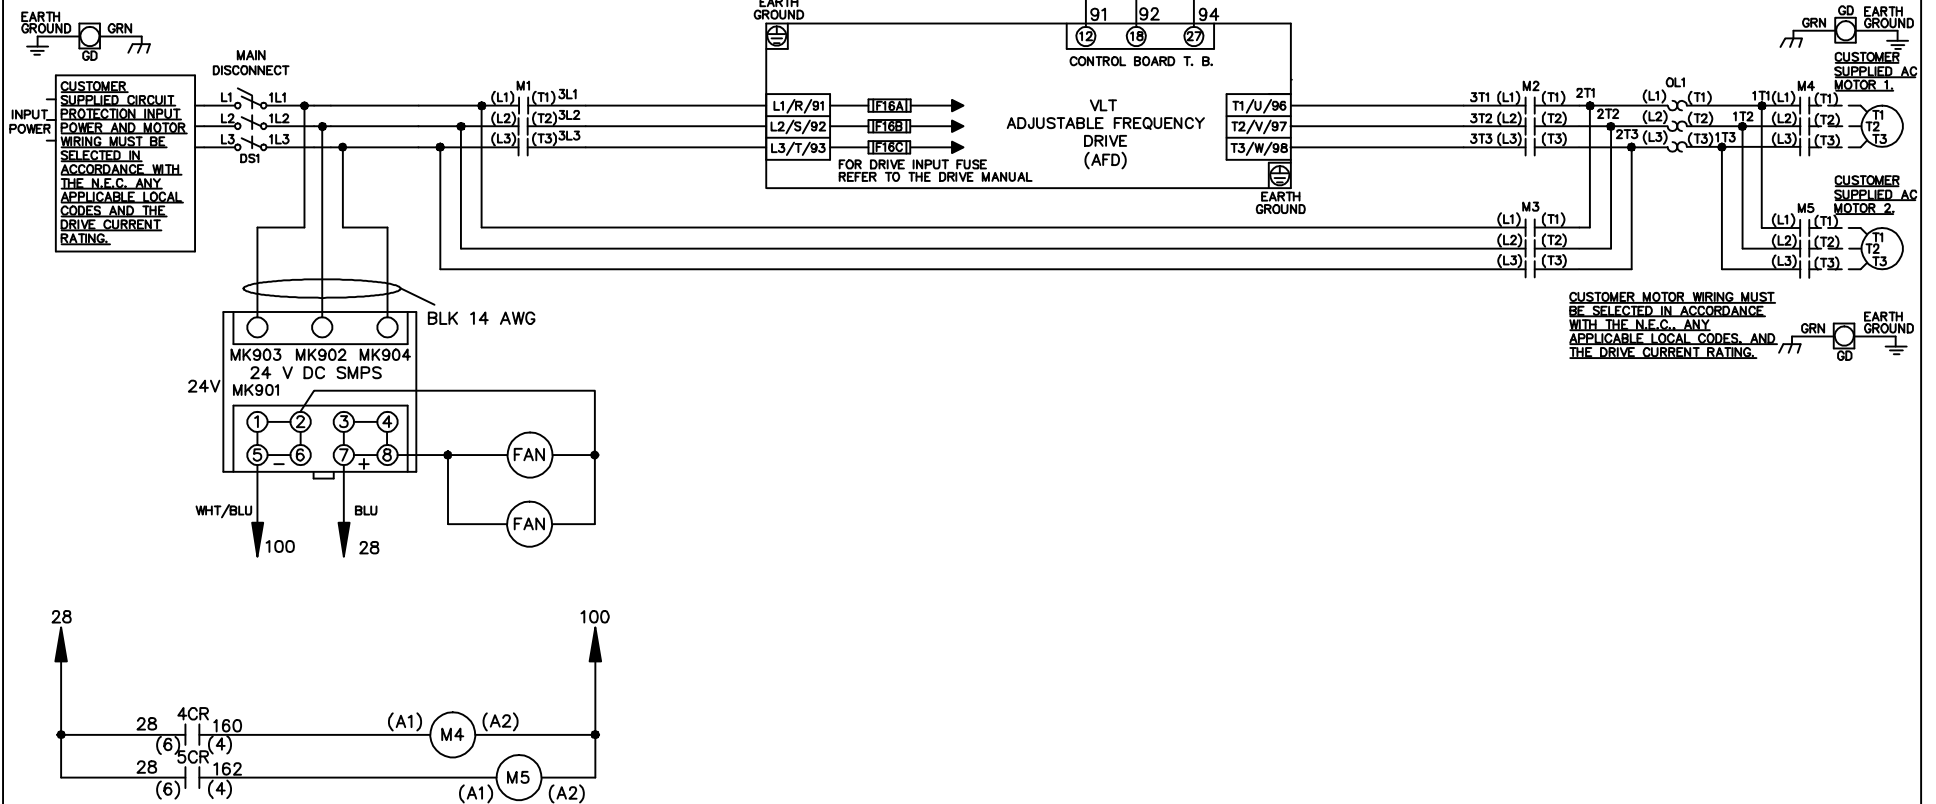 EARTH
GROUND
GRN
GD
EARTH
GROUND
91
92
94
12
18
27
CONTROL BOARD T. B.
GD
EARTH
GROUND
GRN
MAIN
DISCONNECT
CUSTOMER
SUPPLIED CIRCUIT
PROTECTION INPUT
POWER AND MOTOR
WIRING MUST BE
SELECTED IN
ACCORDANCE WITH
THE N.E.C. ANY
APPLICABLE LOCAL
CODES AND THE
DRIVE CURRENT
RATING.
INPUT
POWER
L1
1L1
L2
1L2
L3
1L3
DS1
M1
(L1)
(T1)
3L1
(L2)
(T2)
3L2
(L3)
(T3)
3L3
L1/R/91
L2/S/92
L3/T/93
F16A
F16B
F16C
FOR DRIVE INPUT FUSE
REFER TO THE DRIVE MANUAL
VLT
ADJUSTABLE FREQUENCY
DRIVE
(AFD)
T1/U/96
T2/V/97
T3/W/98
EARTH
GROUND
M2
3T1 (L1) (T1) 2T1
3T2 (L2) (T2) 2T2
3T3 (L3) (T3) 2T3
OL1
(L1) (T1) 1T1
(L2) (T2) 1T2
(L3) (T3) 1T3
CUSTOMER
SUPPLIED AC
MOTOR 1.
M4
(L1) (T1)
(L2) (T2)
(L3) (T3)
T1
T2
T3
M3
(L1) (T1)
(L2) (T2)
(L3) (T3)
CUSTOMER
SUPPLIED AC
MOTOR 2.
M5
(L1) (T1)
(L2) (T2)
(L3) (T3)
T1
T2
T3
CUSTOMER MOTOR WIRING MUST
BE SELECTED IN ACCORDANCE
WITH THE N.E.C., ANY
APPLICABLE LOCAL CODES, AND
THE DRIVE CURRENT RATING.
GRN
GD
EARTH
GROUND
BLK 14 AWG
MK903 MK902 MK904
24 V DC SMPS
24V
MK901
1 2 3 4
5 - 6 7 + 8
FAN
FAN
WHT/BLU
BLU
100
28
28
100
28
4CR
160
(6)
(4)
(A1)
M4
(A2)
28
5CR
162
(6)
(4)
(A1)
M5
(A2)